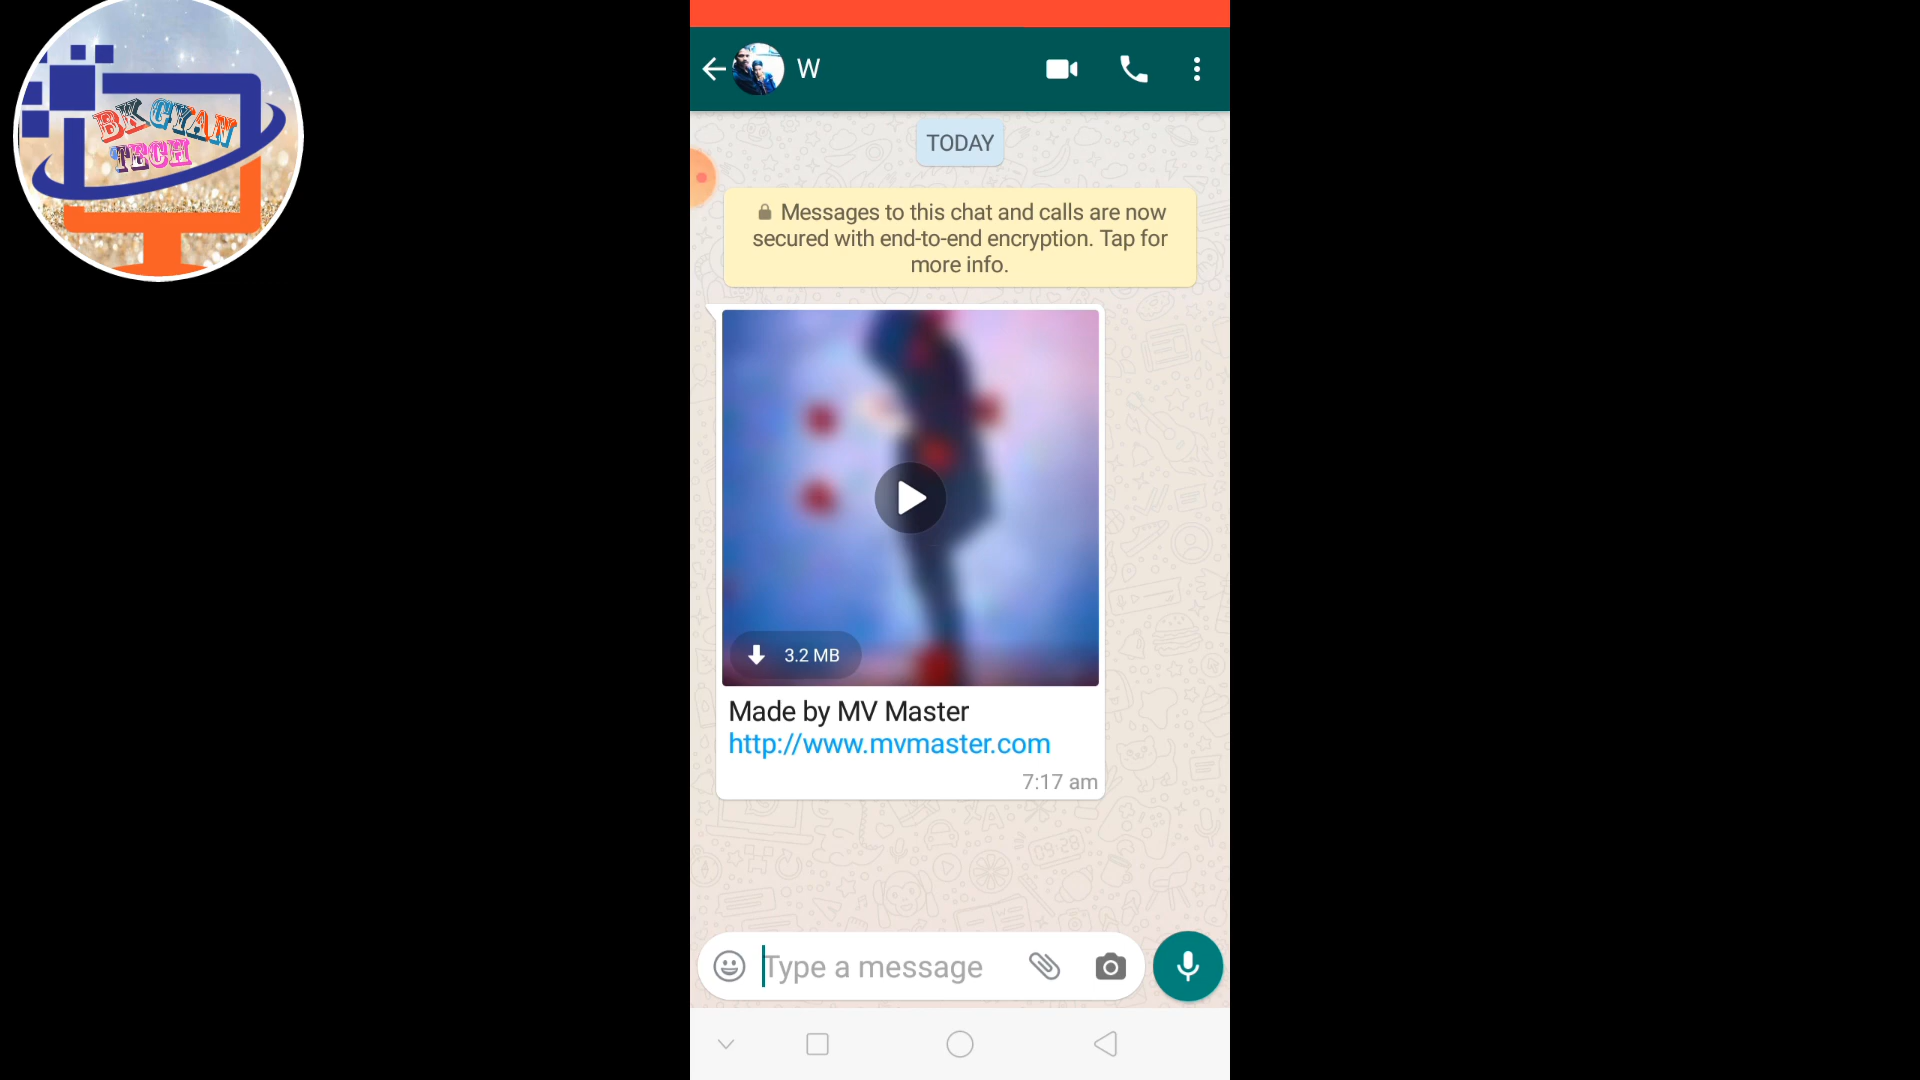 BK GYAN
TECH
W
TODAY
Messages to this chat and calls are now
secured with end-to-end encryption. Tap for
more info.
3.2 MB
Made by MV Master
http://www.mvmaster.com
7:17 am
Type a message